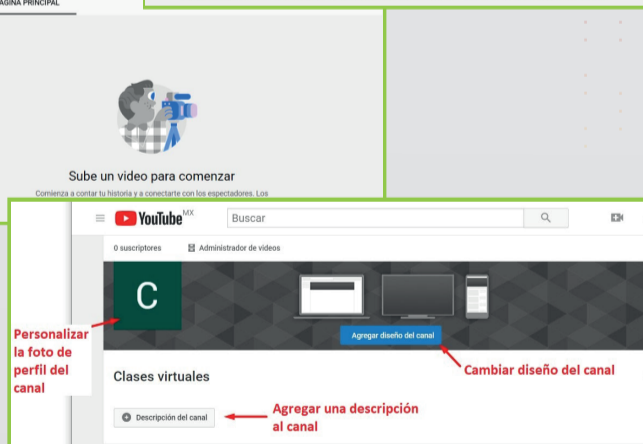 PÁGINA PRINCIPAL
Sube un video para comenzar
Comienza a contar tu historia y a conectarte con los espectadores. Los
YouTube MX
Buscar
0 suscriptores
Administrador de videos
C
Agregar diseño del canal
Personalizar
la foto de
perfil del
canal
Cambiar diseño del canal
Clases virtuales
Descripción del canal
Agregar una descripción
al canal